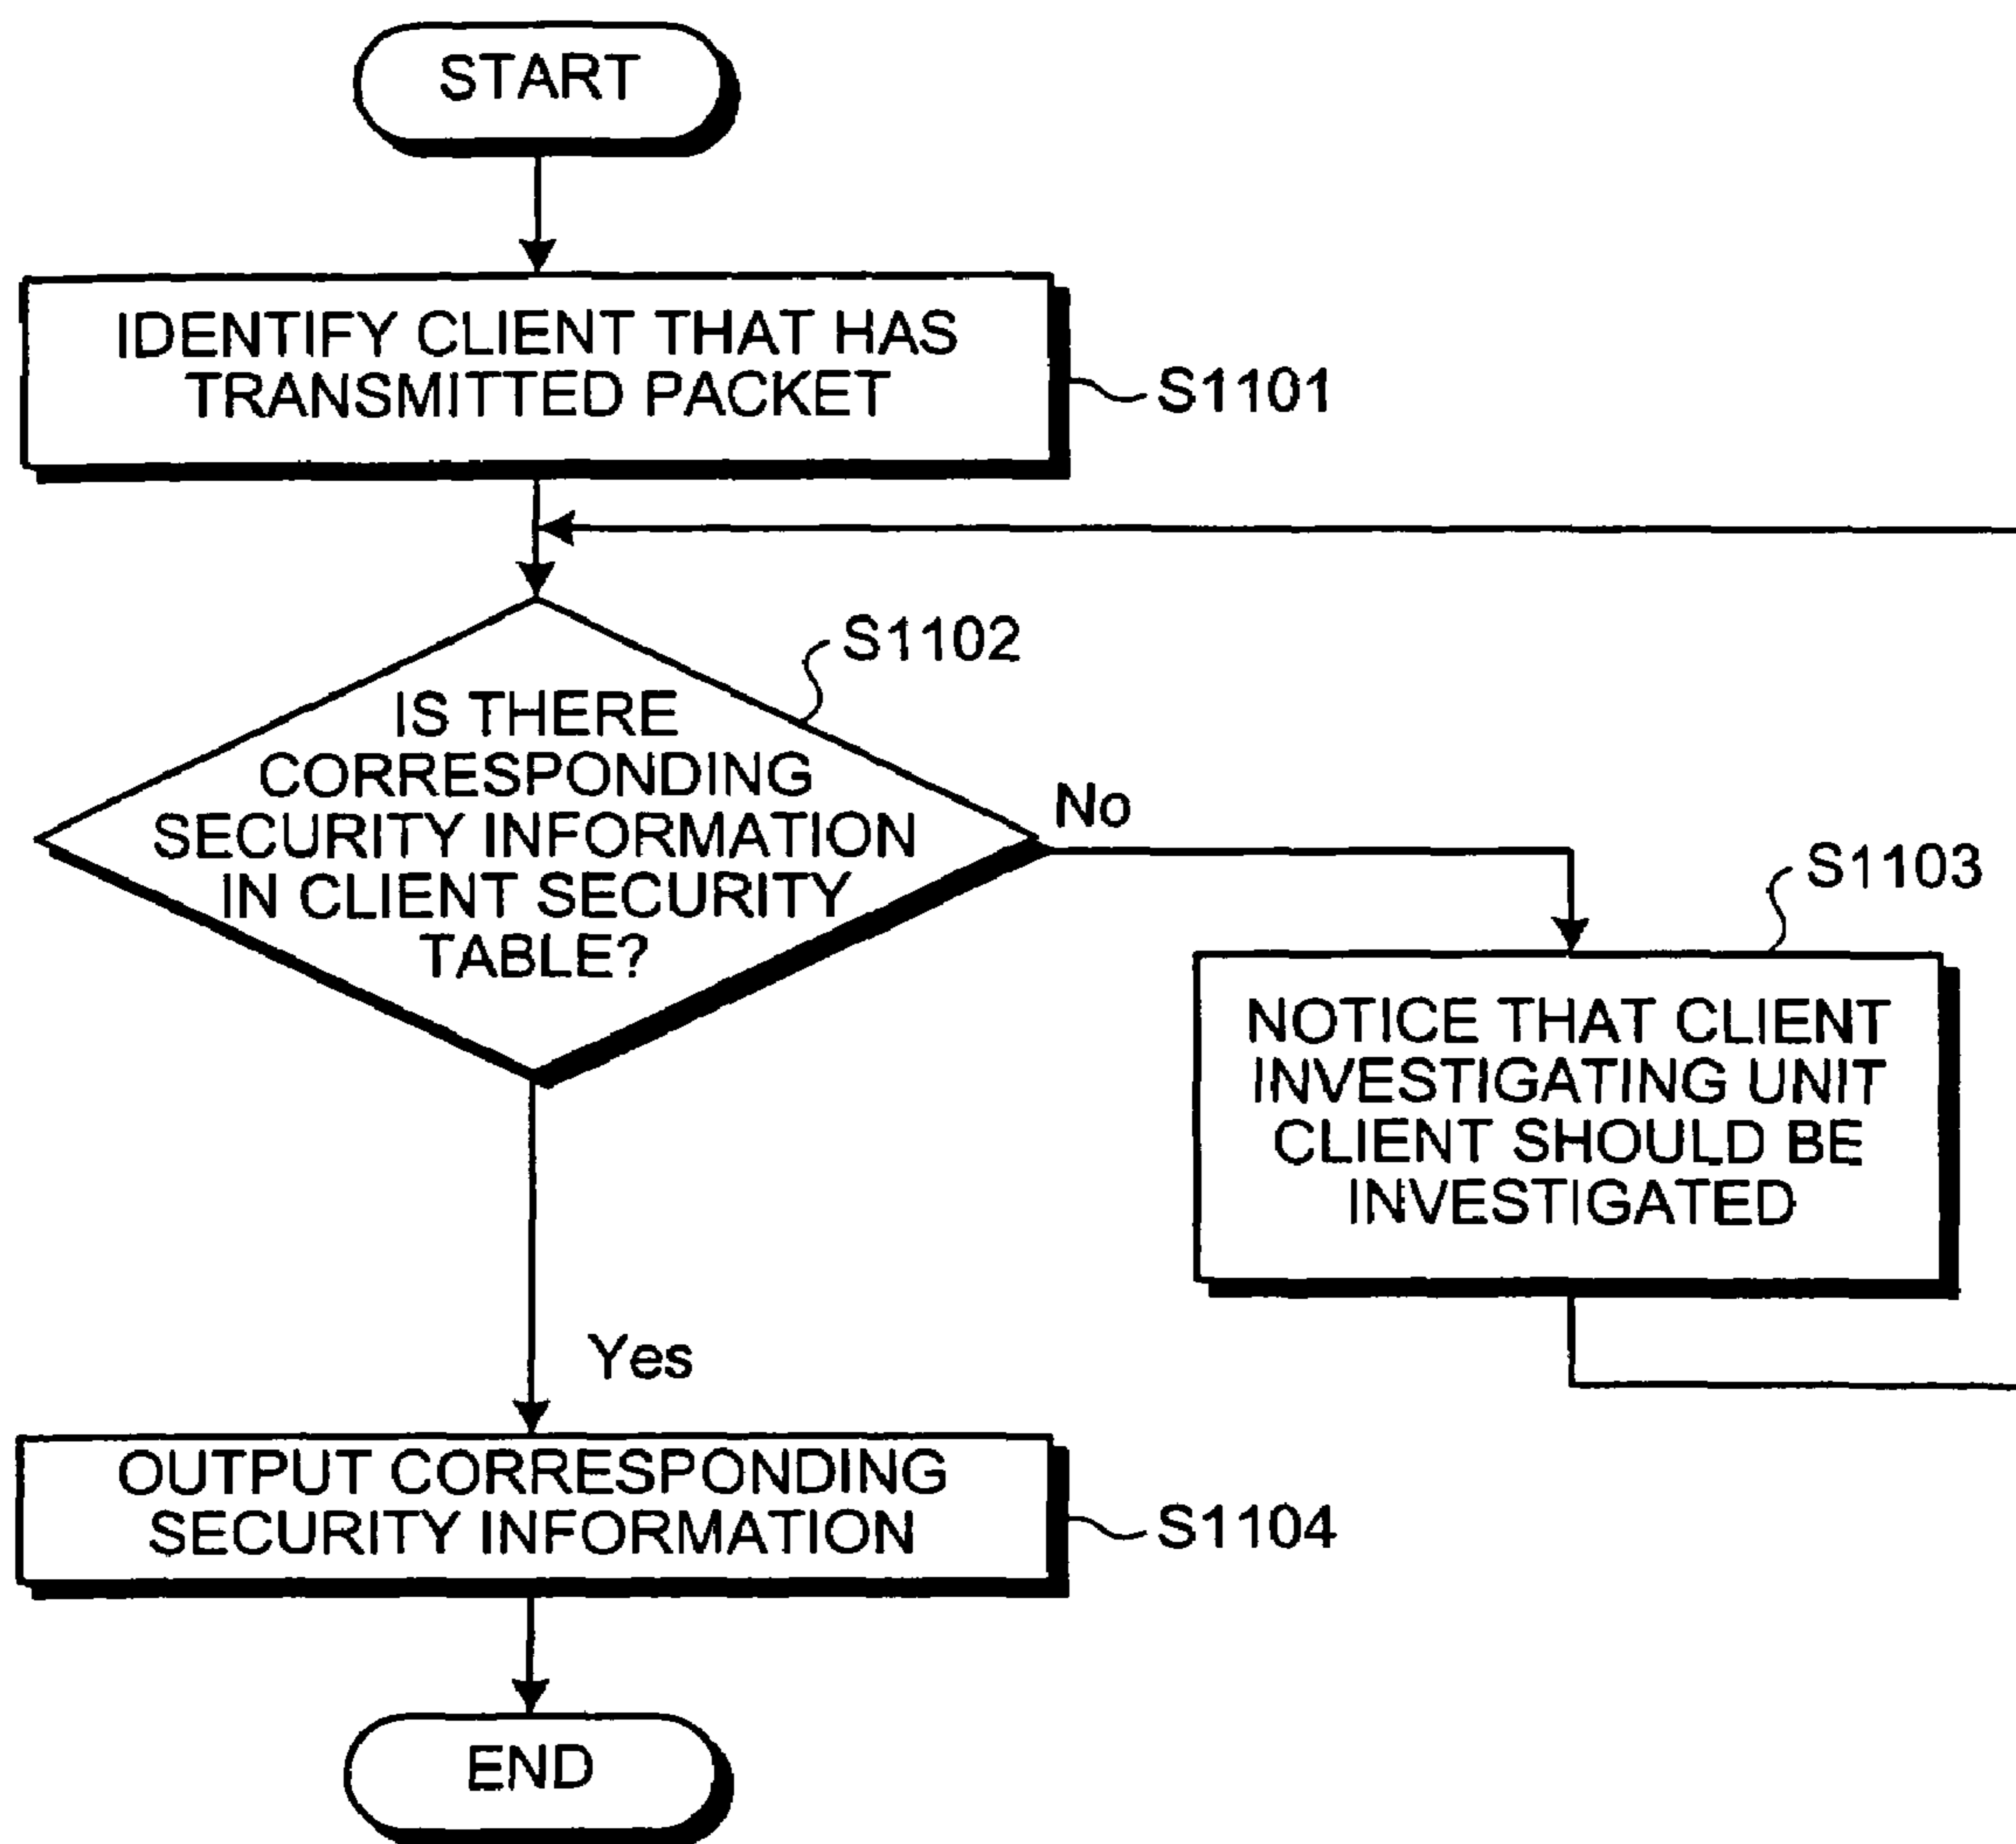 START
IDENTIFY CLIENT THAT HAS
TRANSMITTED PACKET
S1101
S1102
IS THERE
CORRESPONDING
SECURITY INFORMATION
IN CLIENT SECURITY
TABLE?
No
S1103
NOTICE THAT CLIENT
INVESTIGATING UNIT
CLIENT SHOULD BE
INVESTIGATED
Yes
OUTPUT CORRESPONDING
SECURITY INFORMATION
S1104
END